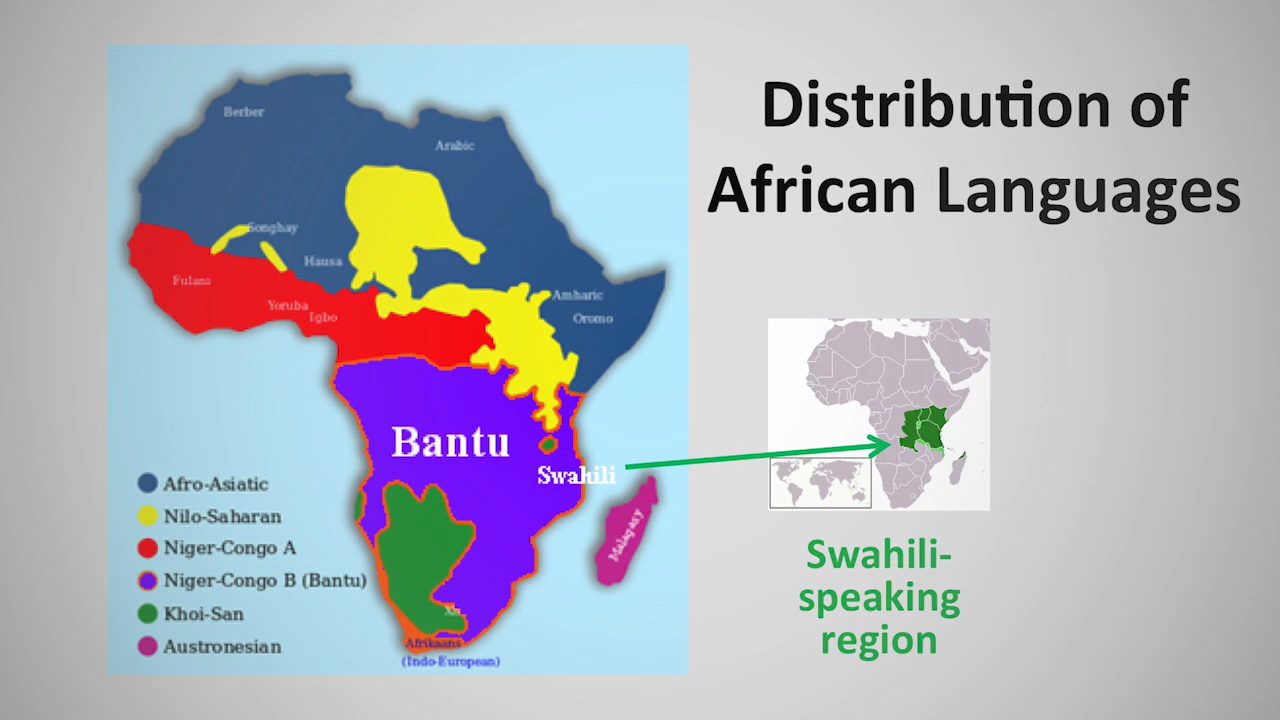 Distribution of
African Languages
Berber
Arabic
Songhay
Hausa
Fulani
Yoruba
Igbo
Amharic
Oromo
Bantu
Swahili
Malagasy
Afro-Asiatic
Nilo-Saharan
Niger-Congo A
Niger-Congo B (Bantu)
Khoi-San
Austronesian
Afrikaans
(Indo-European)
Swahili-
speaking
region